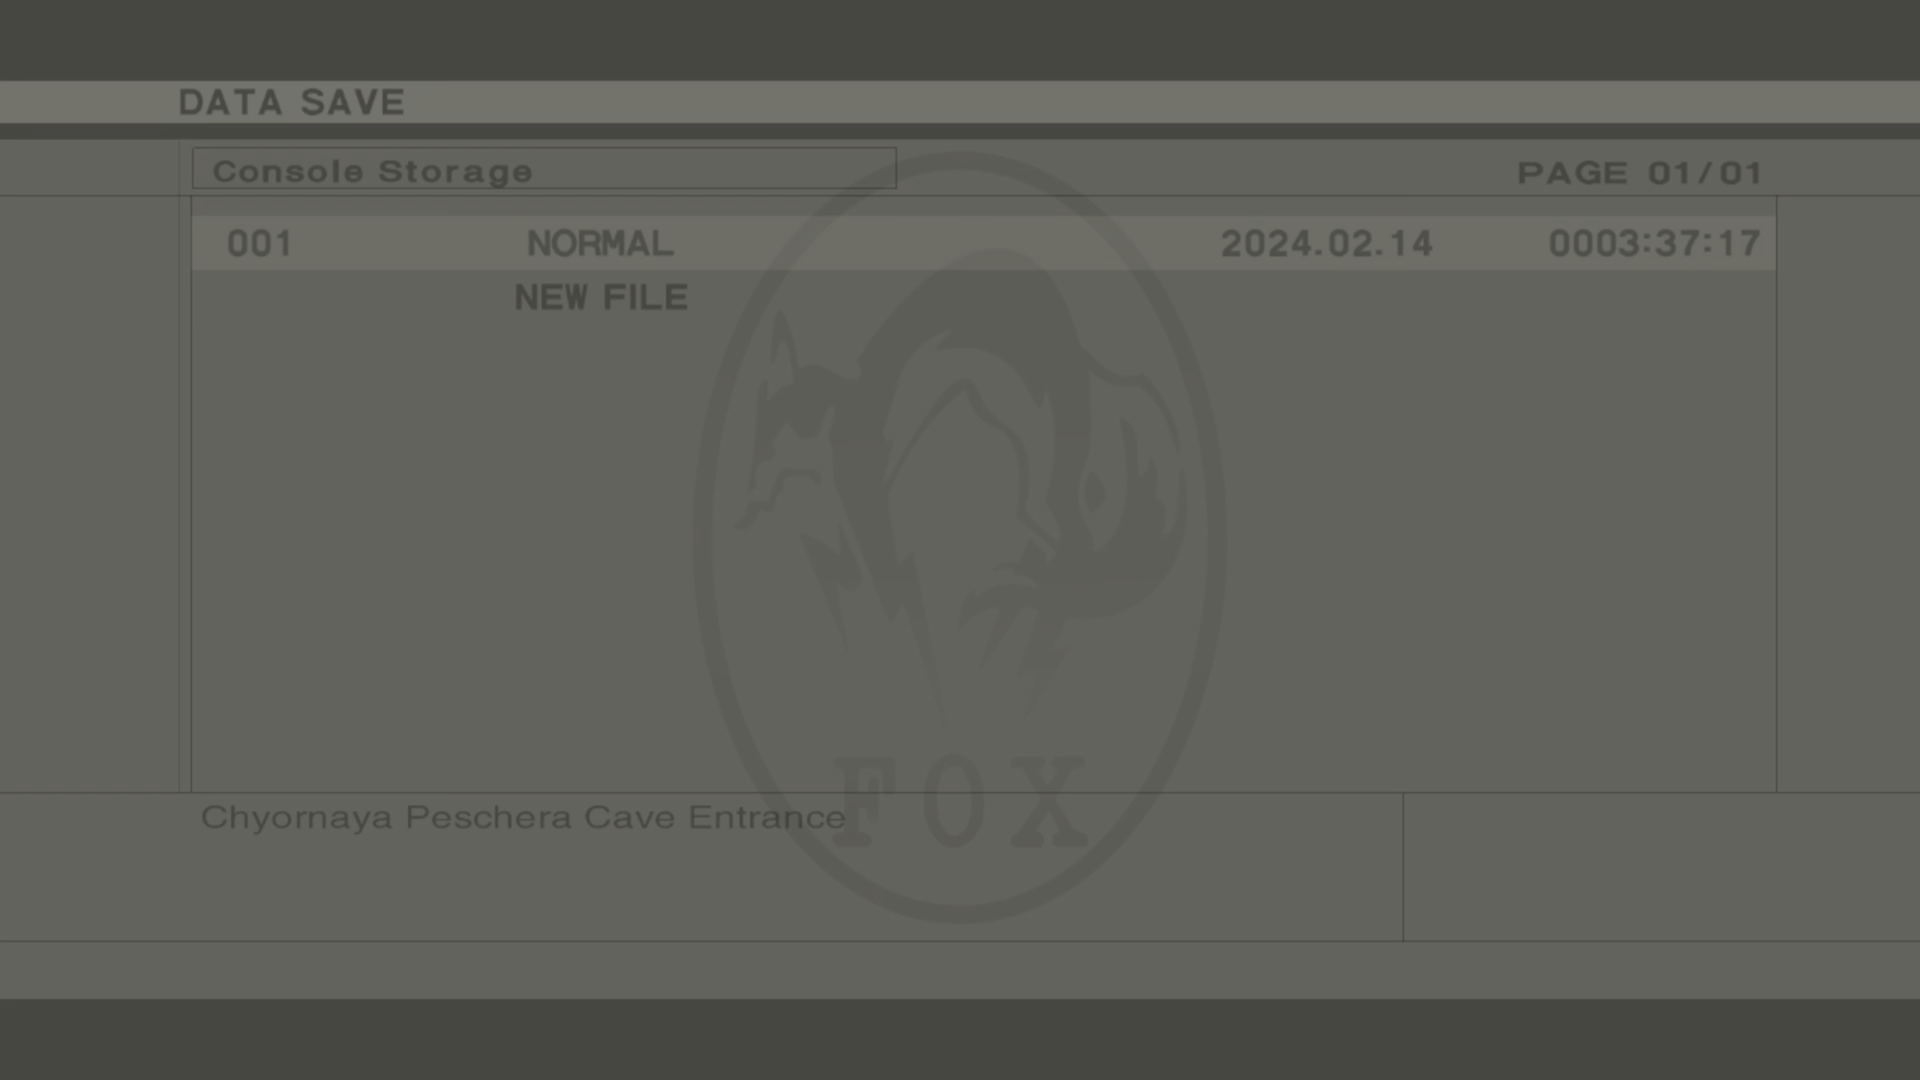 DATA SAVE
Console Storage PAGE 01/01
001 NORMAL 2024.02.14 0003:37:17
NEW FILE
Chyornaya Peschera Cave Entrance
FOX